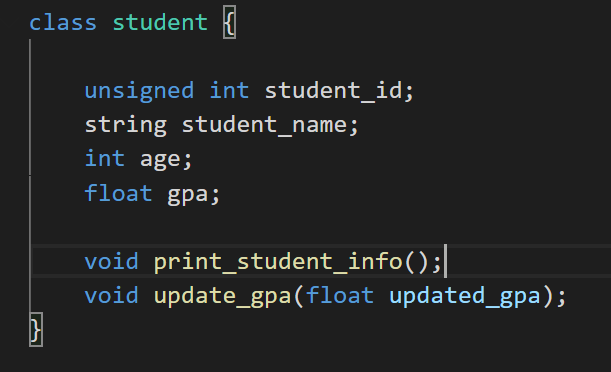 class student {
unsigned int student_id;
string student_name;
int age;
float gpa;
void print_student_info();
void update_gpa(float updated_gpa);
}